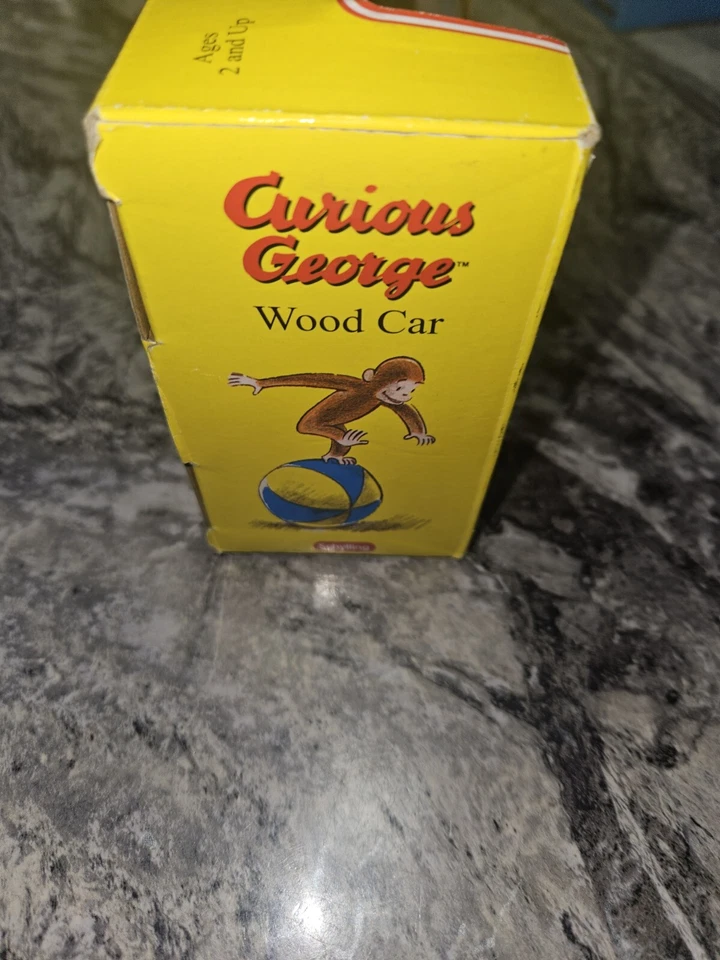 Ages
2 and Up
Curious
George™
Wood Car